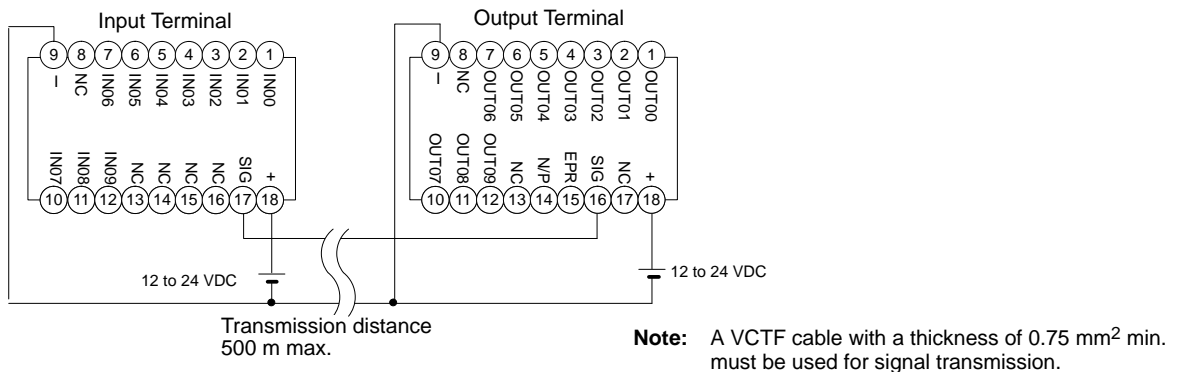 Input Terminal
Output Terminal
9 8 7 6 5 4 3 2 1
– NC IN06 IN05 IN04 IN03 IN02 IN01 IN00
IN07 IN08 IN09 NC NC NC NC SIG +
10 11 12 13 14 15 16 17 18
9 8 7 6 5 4 3 2 1
– NC OUT06 OUT05 OUT04 OUT03 OUT02 OUT01 OUT00
OUT07 OUT08 OUT09 NC N/P EPR SIG NC +
10 11 12 13 14 15 16 17 18
12 to 24 VDC
12 to 24 VDC
Transmission distance
500 m max.
Note: A VCTF cable with a thickness of 0.75 mm² min.
must be used for signal transmission.